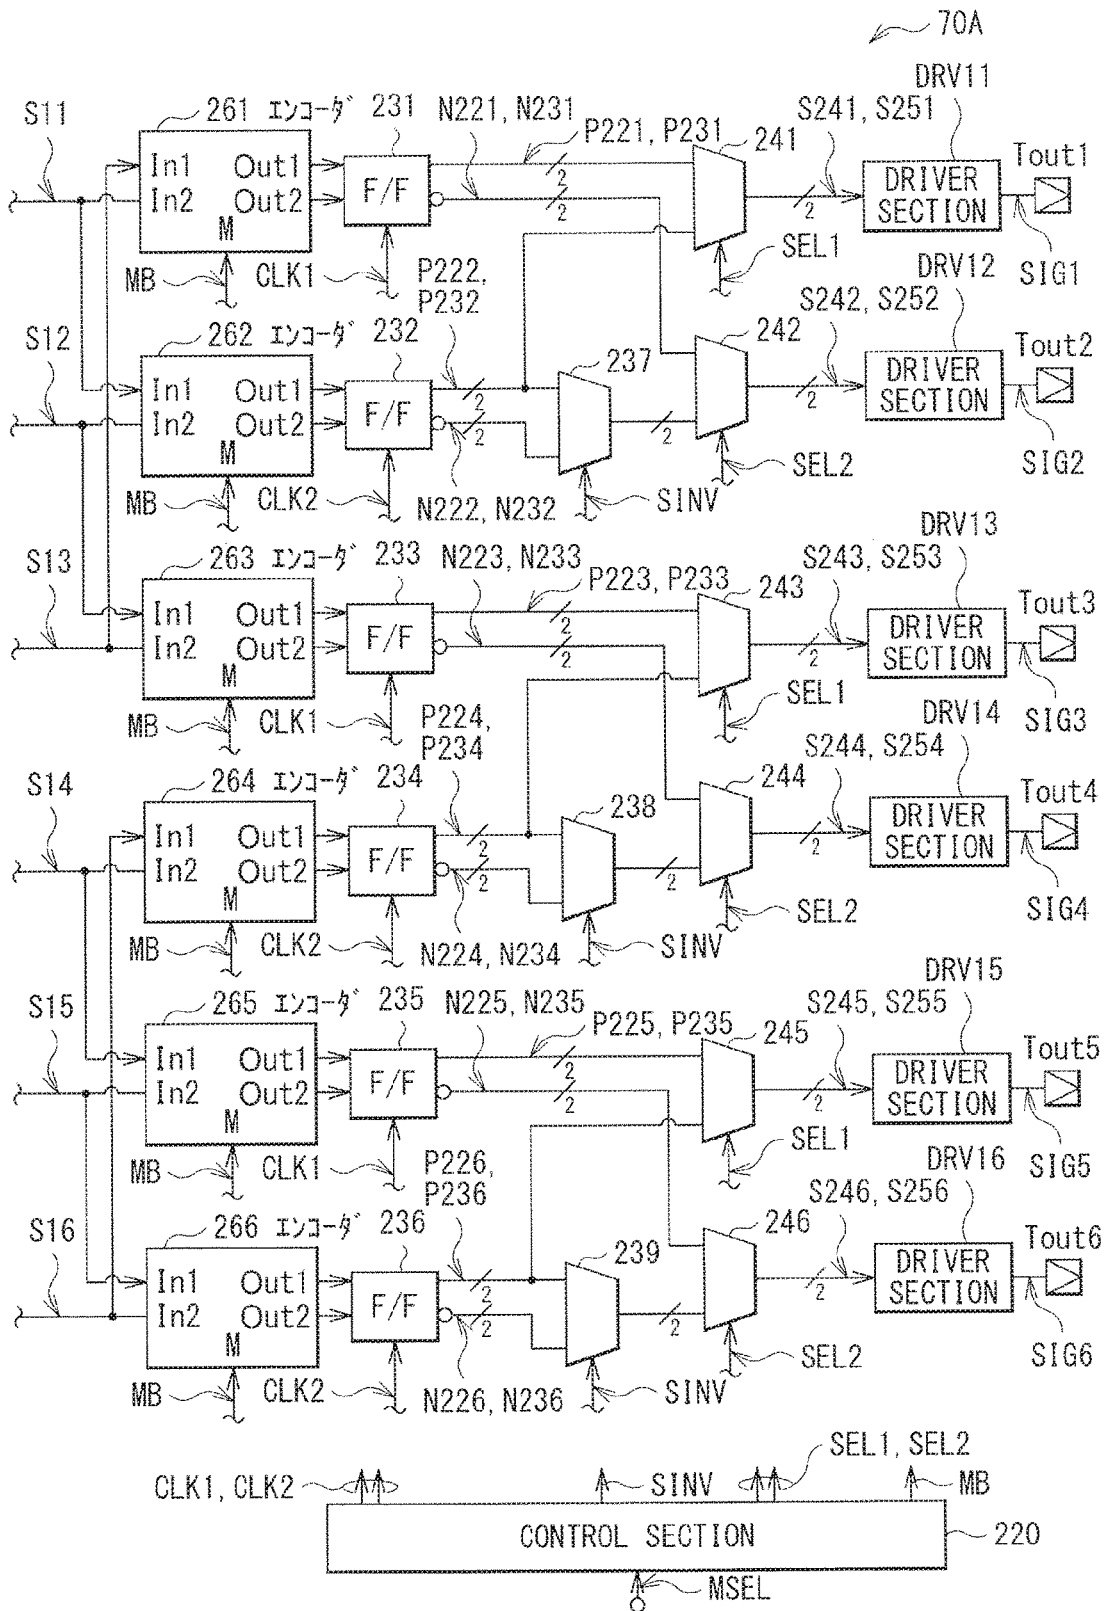 70A
DRV11
S11
261 エンコーダ
231
N221, N231
P221, P231
241
S241, S251
Tout1
In1
In2
Out1
Out2
M
F/F
2
2
2
DRIVER
SECTION
MB
CLK1
P222,
P232
SEL1
SIG1
DRV12
S12
262 エンコーダ
232
237
242
S242, S252
Tout2
In1
In2
Out1
Out2
M
F/F
2
2
2
2
DRIVER
SECTION
MB
CLK2
N222, N232
SINV
SEL2
SIG2
DRV13
S13
263 エンコーダ
233
N223, N233
P223, P233
243
S243, S253
Tout3
In1
In2
Out1
Out2
M
F/F
2
2
2
DRIVER
SECTION
MB
CLK1
P224,
P234
SEL1
SIG3
DRV14
S14
264 エンコーダ
234
238
244
S244, S254
Tout4
In1
In2
Out1
Out2
M
F/F
2
2
2
2
DRIVER
SECTION
MB
CLK2
N224, N234
SINV
SEL2
SIG4
DRV15
S15
265 エンコーダ
235
N225, N235
P225, P235
245
S245, S255
Tout5
In1
In2
Out1
Out2
M
F/F
2
2
2
DRIVER
SECTION
MB
CLK1
P226,
P236
SEL1
SIG5
DRV16
S16
266 エンコーダ
236
239
246
S246, S256
Tout6
In1
In2
Out1
Out2
M
F/F
2
2
2
2
DRIVER
SECTION
MB
CLK2
N226, N236
SINV
SEL2
SIG6
CLK1, CLK2
SINV
SEL1, SEL2
MB
CONTROL SECTION
220
MSEL